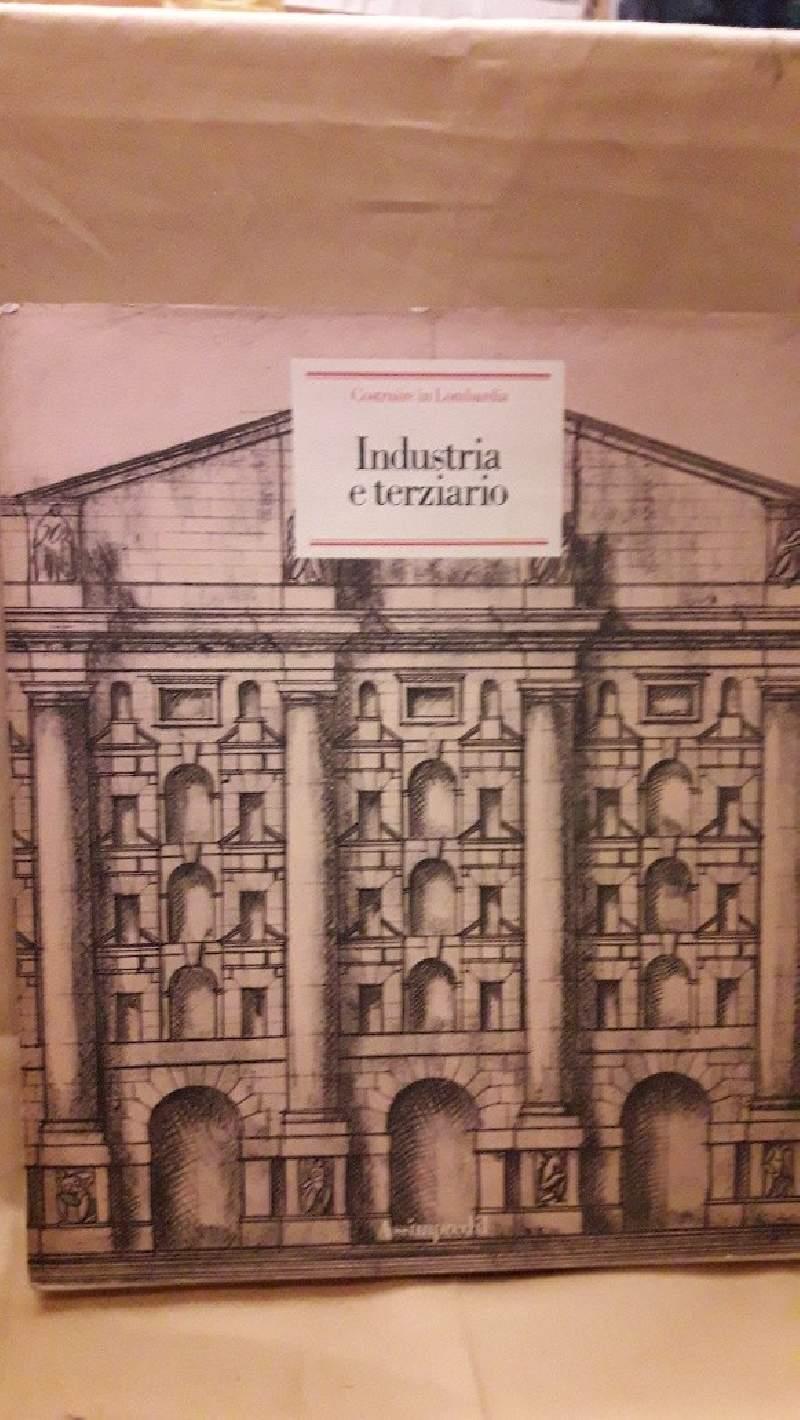 Costruire in Lombardia
Industria
e terziario